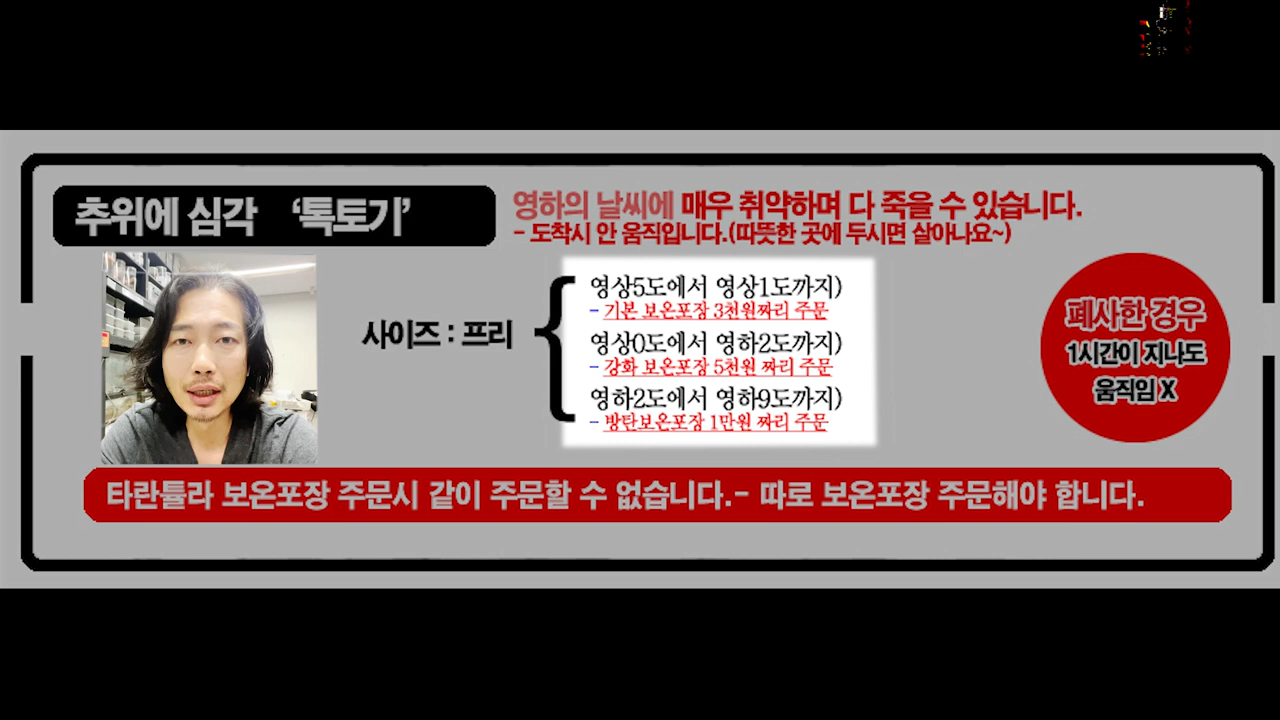 추위에 심각 ‘톡토기’
영하의 날씨에 매우 취약하며 다 죽을 수 있습니다.
- 도착시 안 움직입니다.(따뜻한 곳에 두시면 살아나요~)
사이즈 : 프리
영상5도에서 영상1도까지)
- 기본 보온포장 3천원짜리 주문
영상0도에서 영하2도까지)
- 강화 보온포장 5천원 짜리 주문
영하2도에서 영하9도까지)
- 방탄보온포장 1만원 짜리 주문
폐사한 경우
1시간이 지나도
움직임 X
타란튤라 보온포장 주문시 같이 주문할 수 없습니다.- 따로 보온포장 주문해야 합니다.